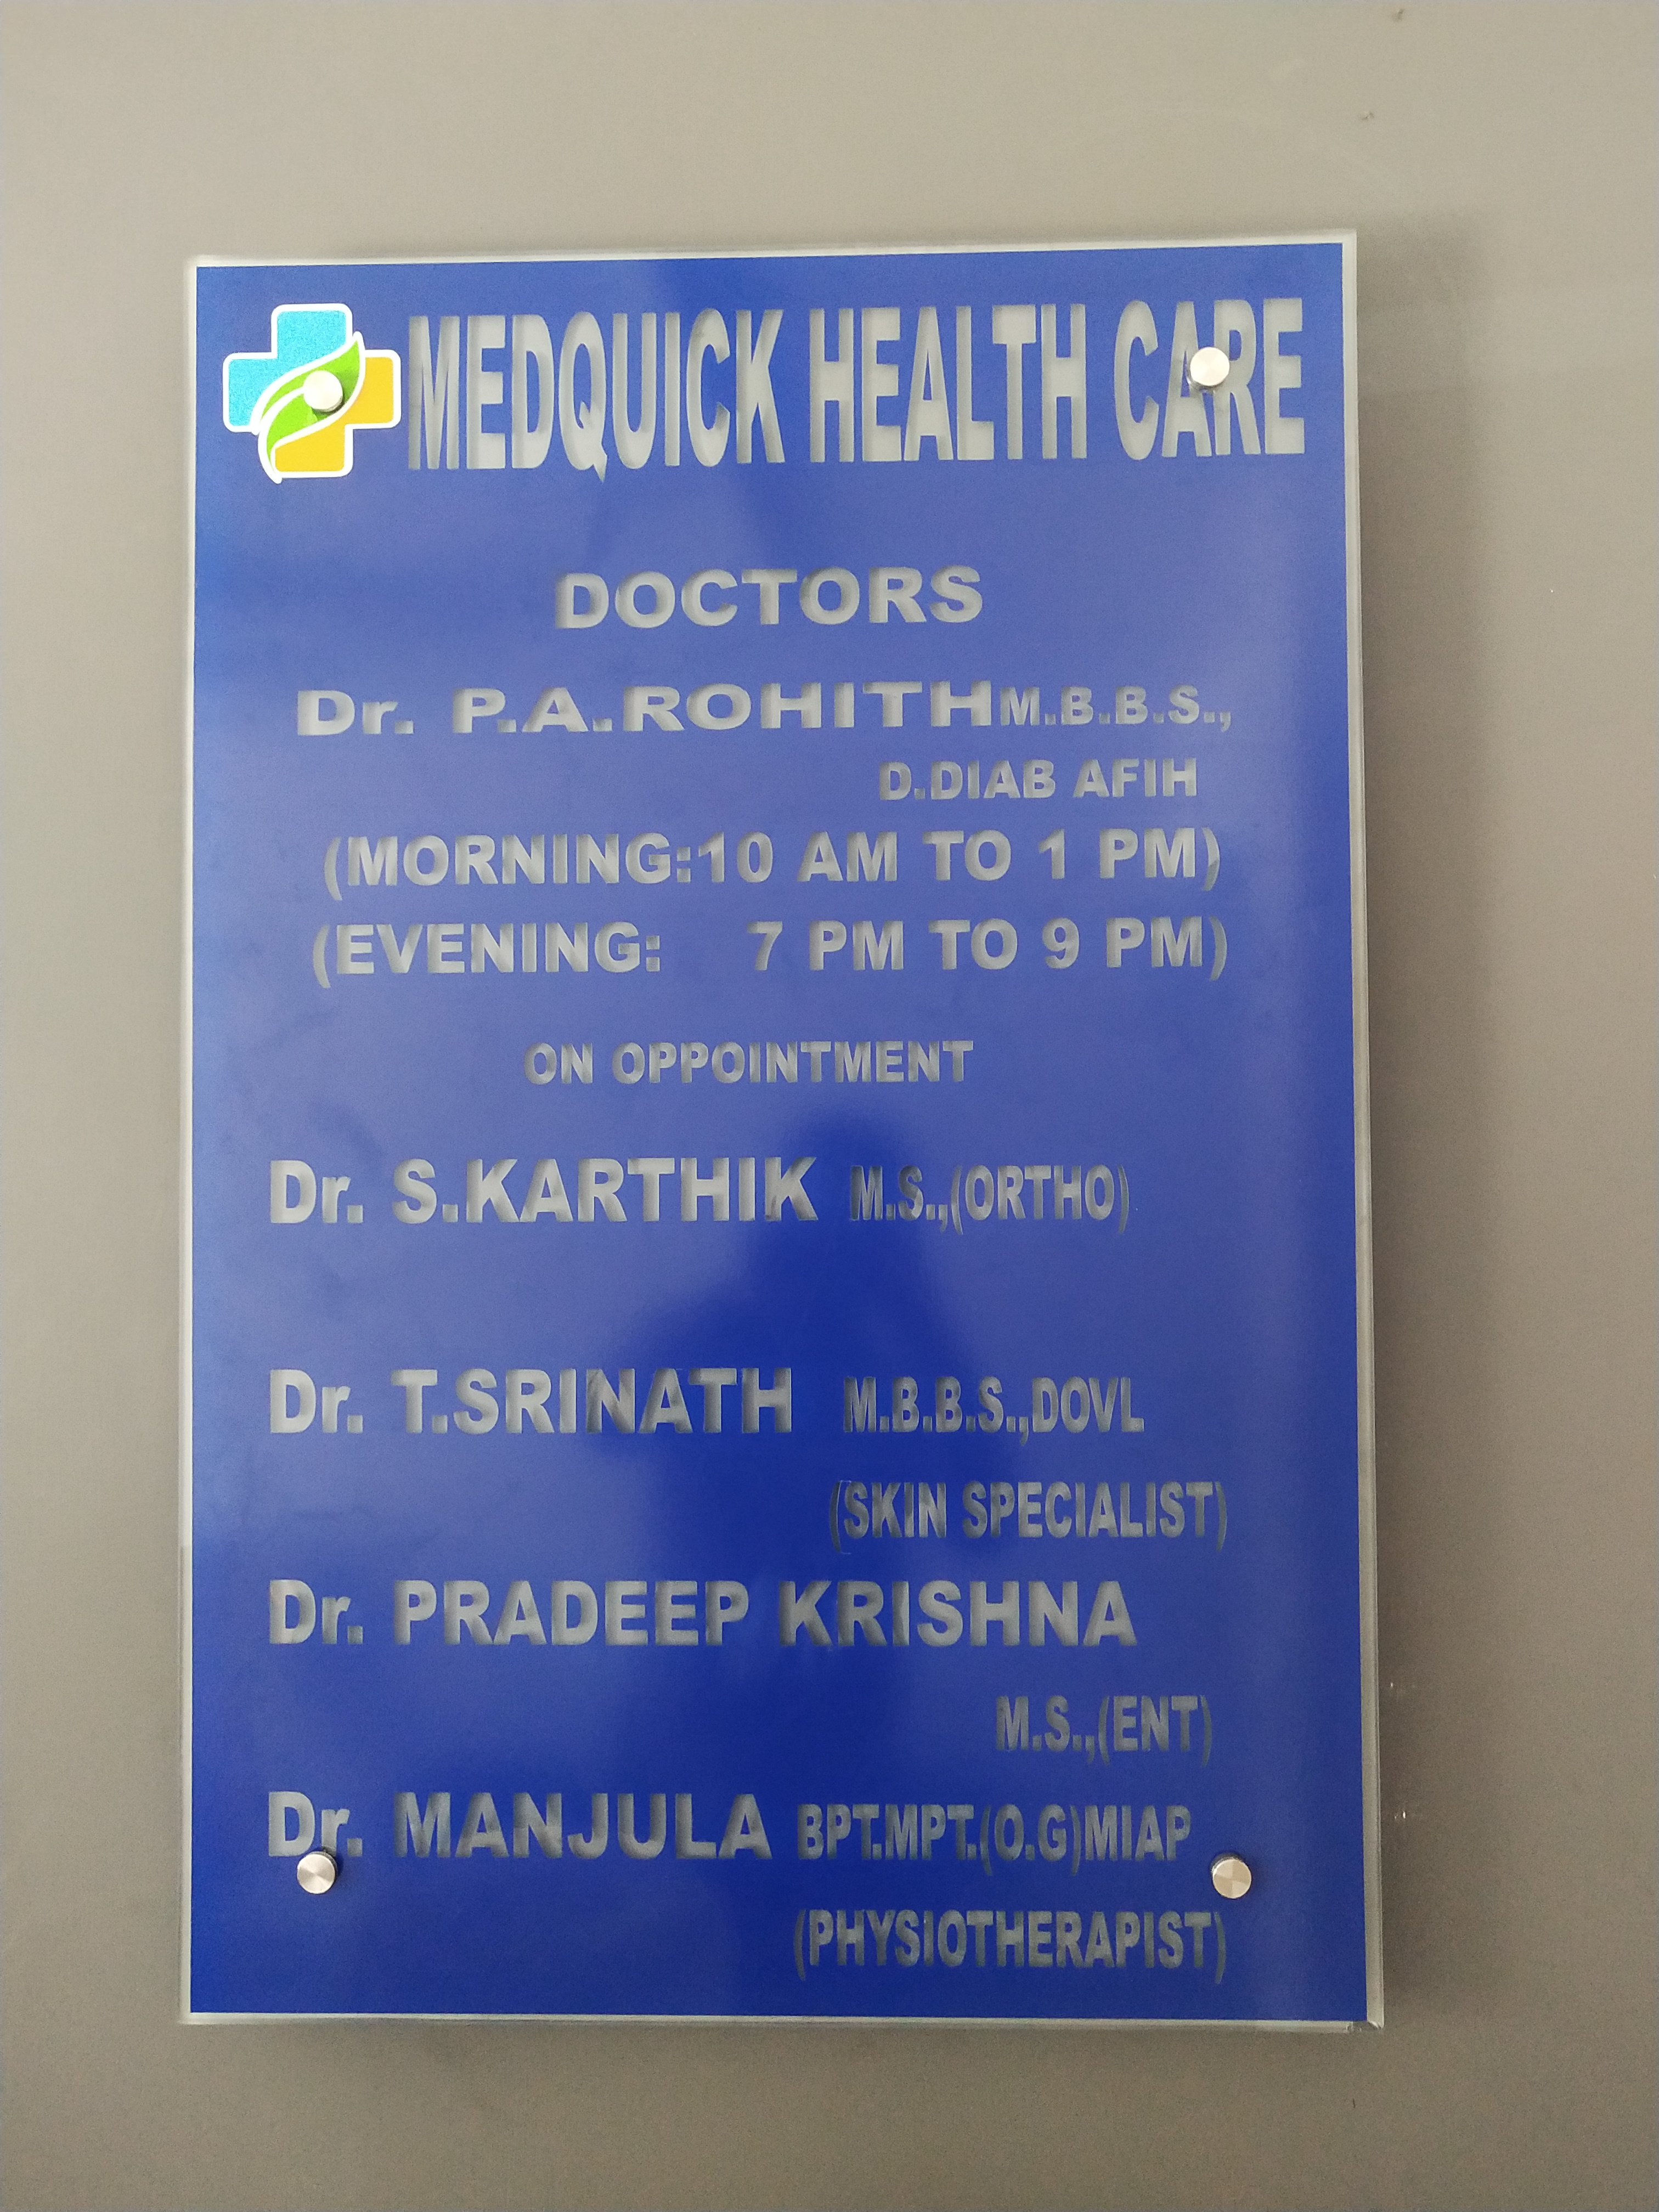 MEDQUICK HEALTH CARE
DOCTORS
Dr. P.A.ROHITH M.B.B.S.,
D.DIAB AFIH
(MORNING:10 AM TO 1 PM)
(EVENING: 7 PM TO 9 PM)
ON OPPOINTMENT
Dr. S.KARTHIK M.S.,(ORTHO)
Dr. T.SRINATH M.B.B.S.,DOVL
(SKIN SPECIALIST)
Dr. PRADEEP KRISHNA
M.S.,(ENT)
Dr. MANJULA BPT.MPT.(O.G)MIAP
(PHYSIOTHERAPIST)